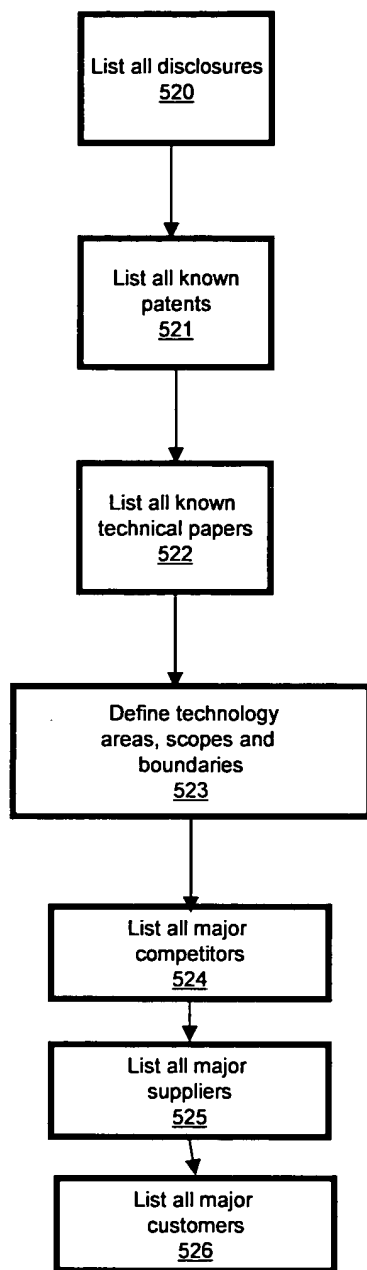 List all disclosures
520
List all known
patents
521
List all known
technical papers
522
Define technology
areas, scopes and
boundaries
523
List all major
competitors
524
List all major
suppliers
525
List all major
customers
526